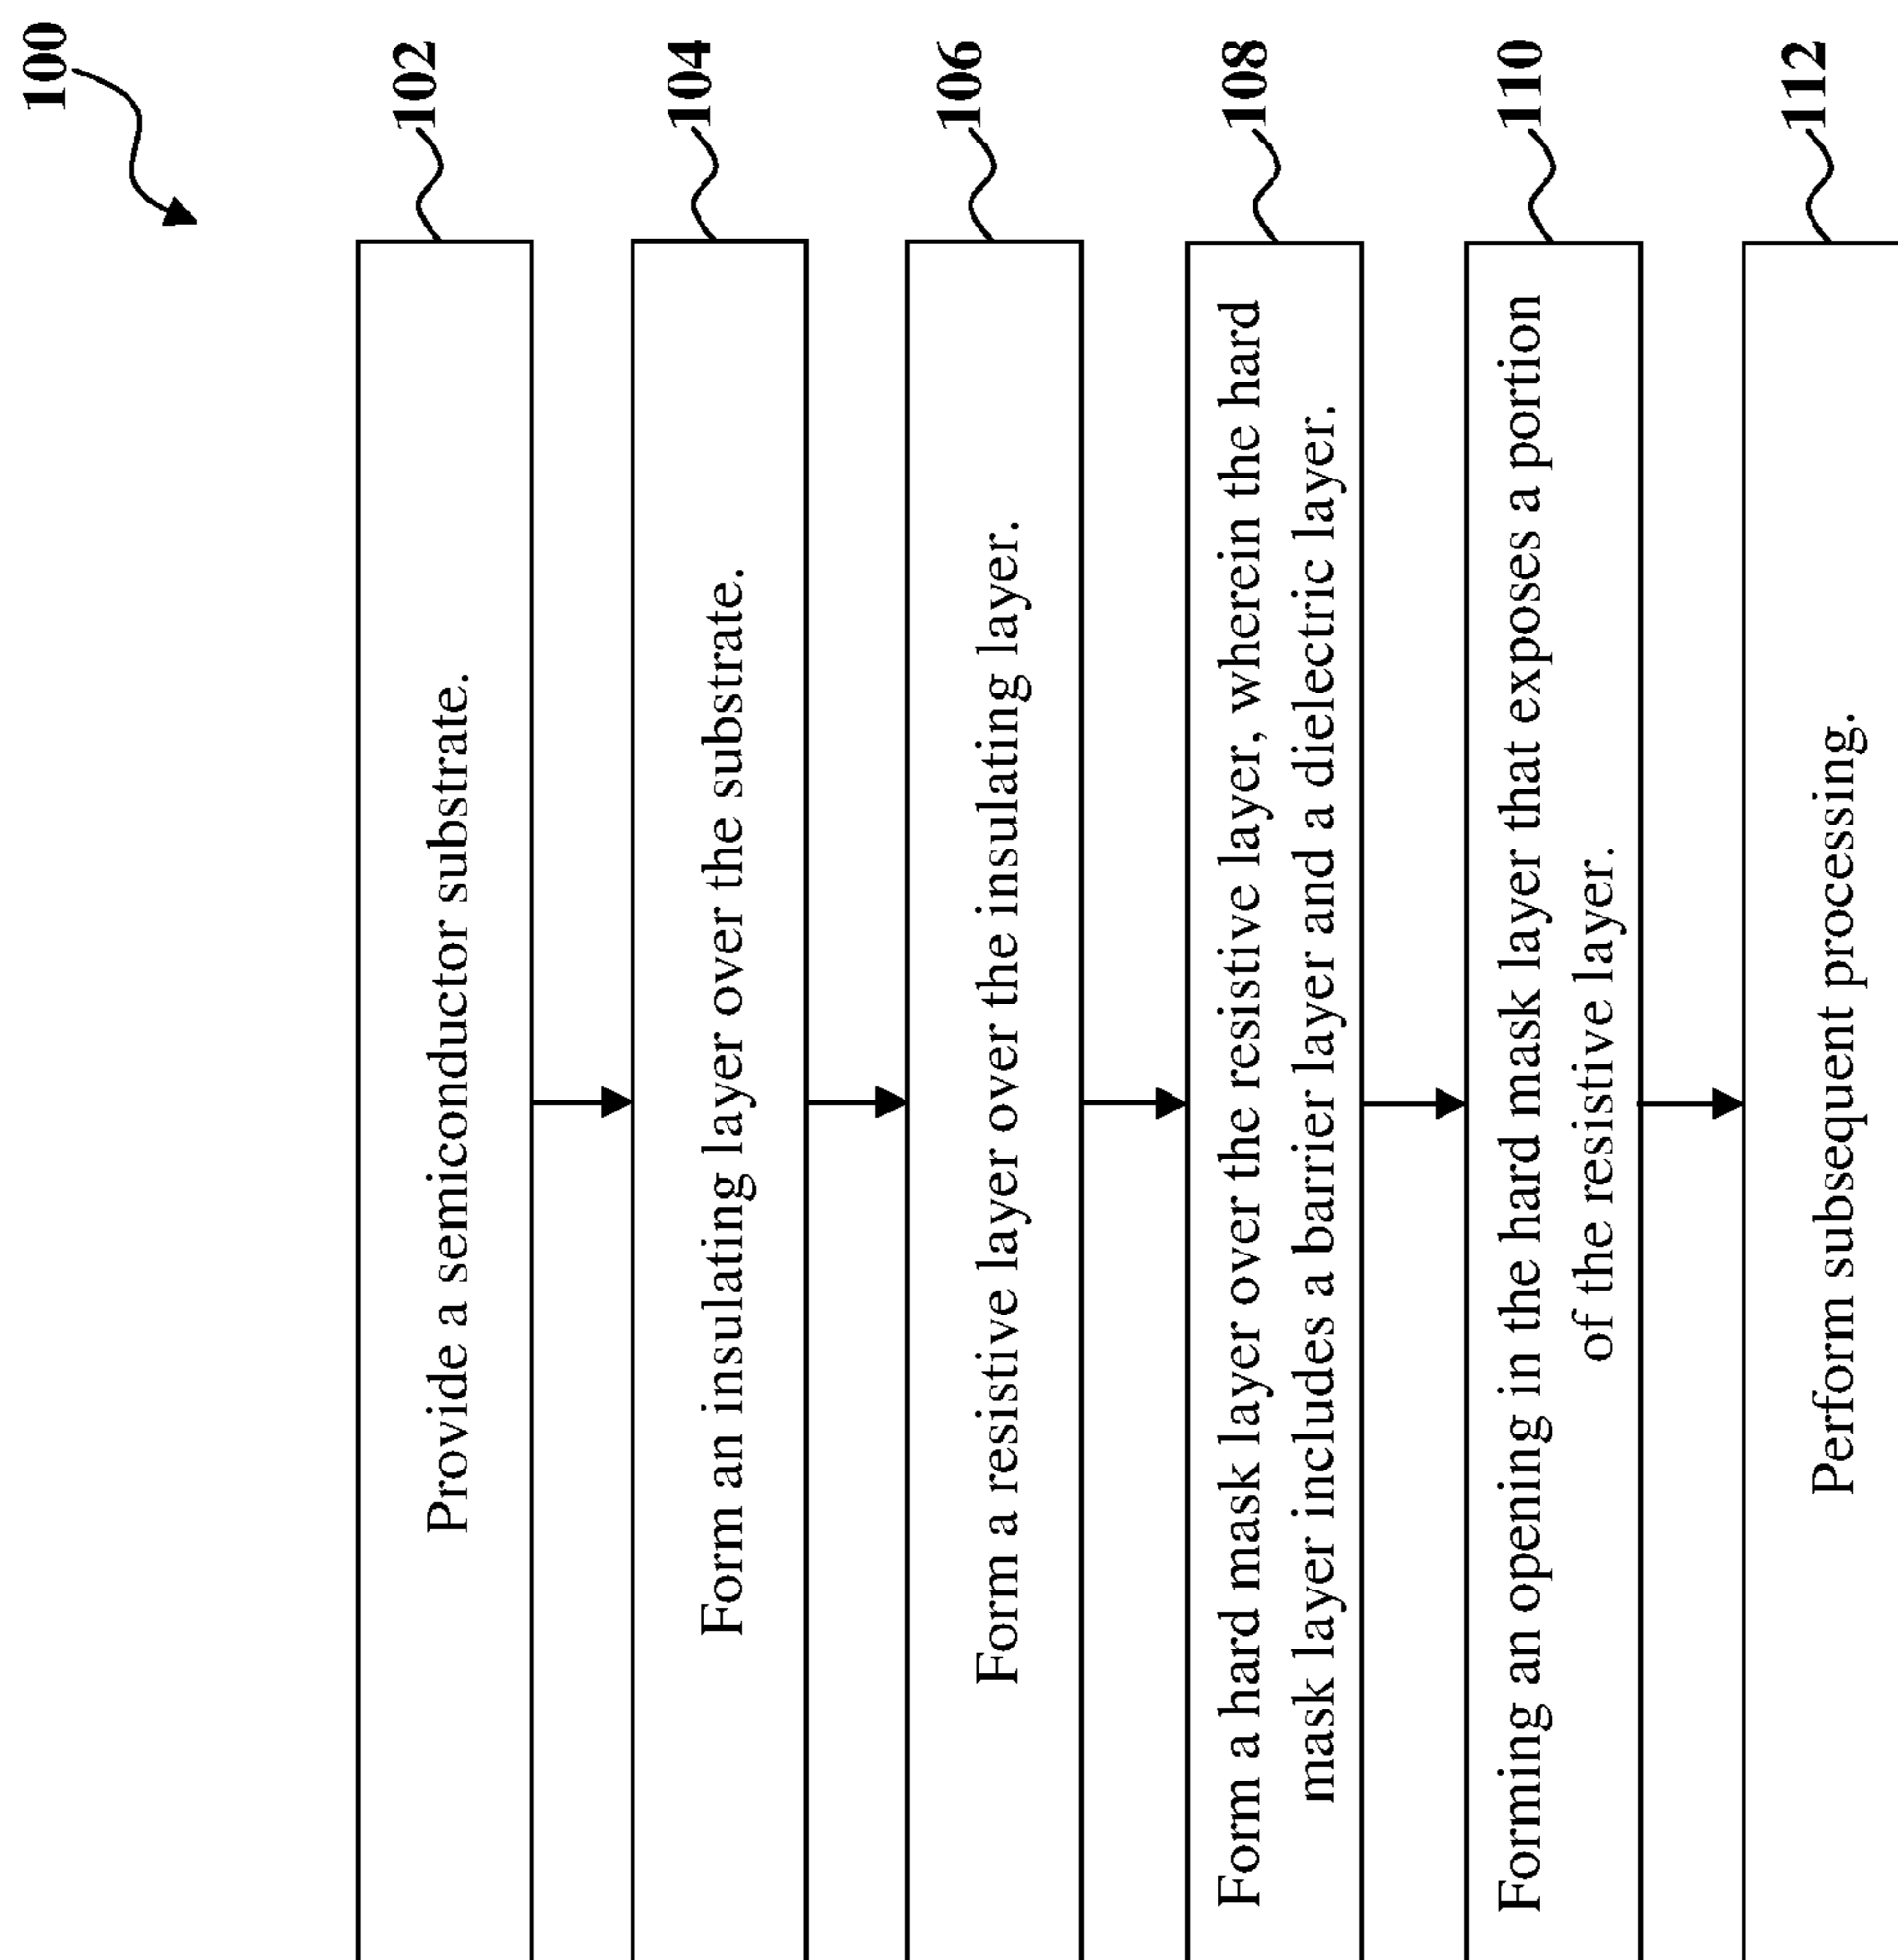 100
Provide a semiconductor substrate.
102
Form an insulating layer over the substrate.
104
Form a resistive layer over the insulating layer.
106
Form a hard mask layer over the resistive layer, wherein the hard
mask layer includes a barrier layer and a dielectric layer.
108
Forming an opening in the hard mask layer that exposes a portion
of the resistive layer.
110
Perform subsequent processing.
112